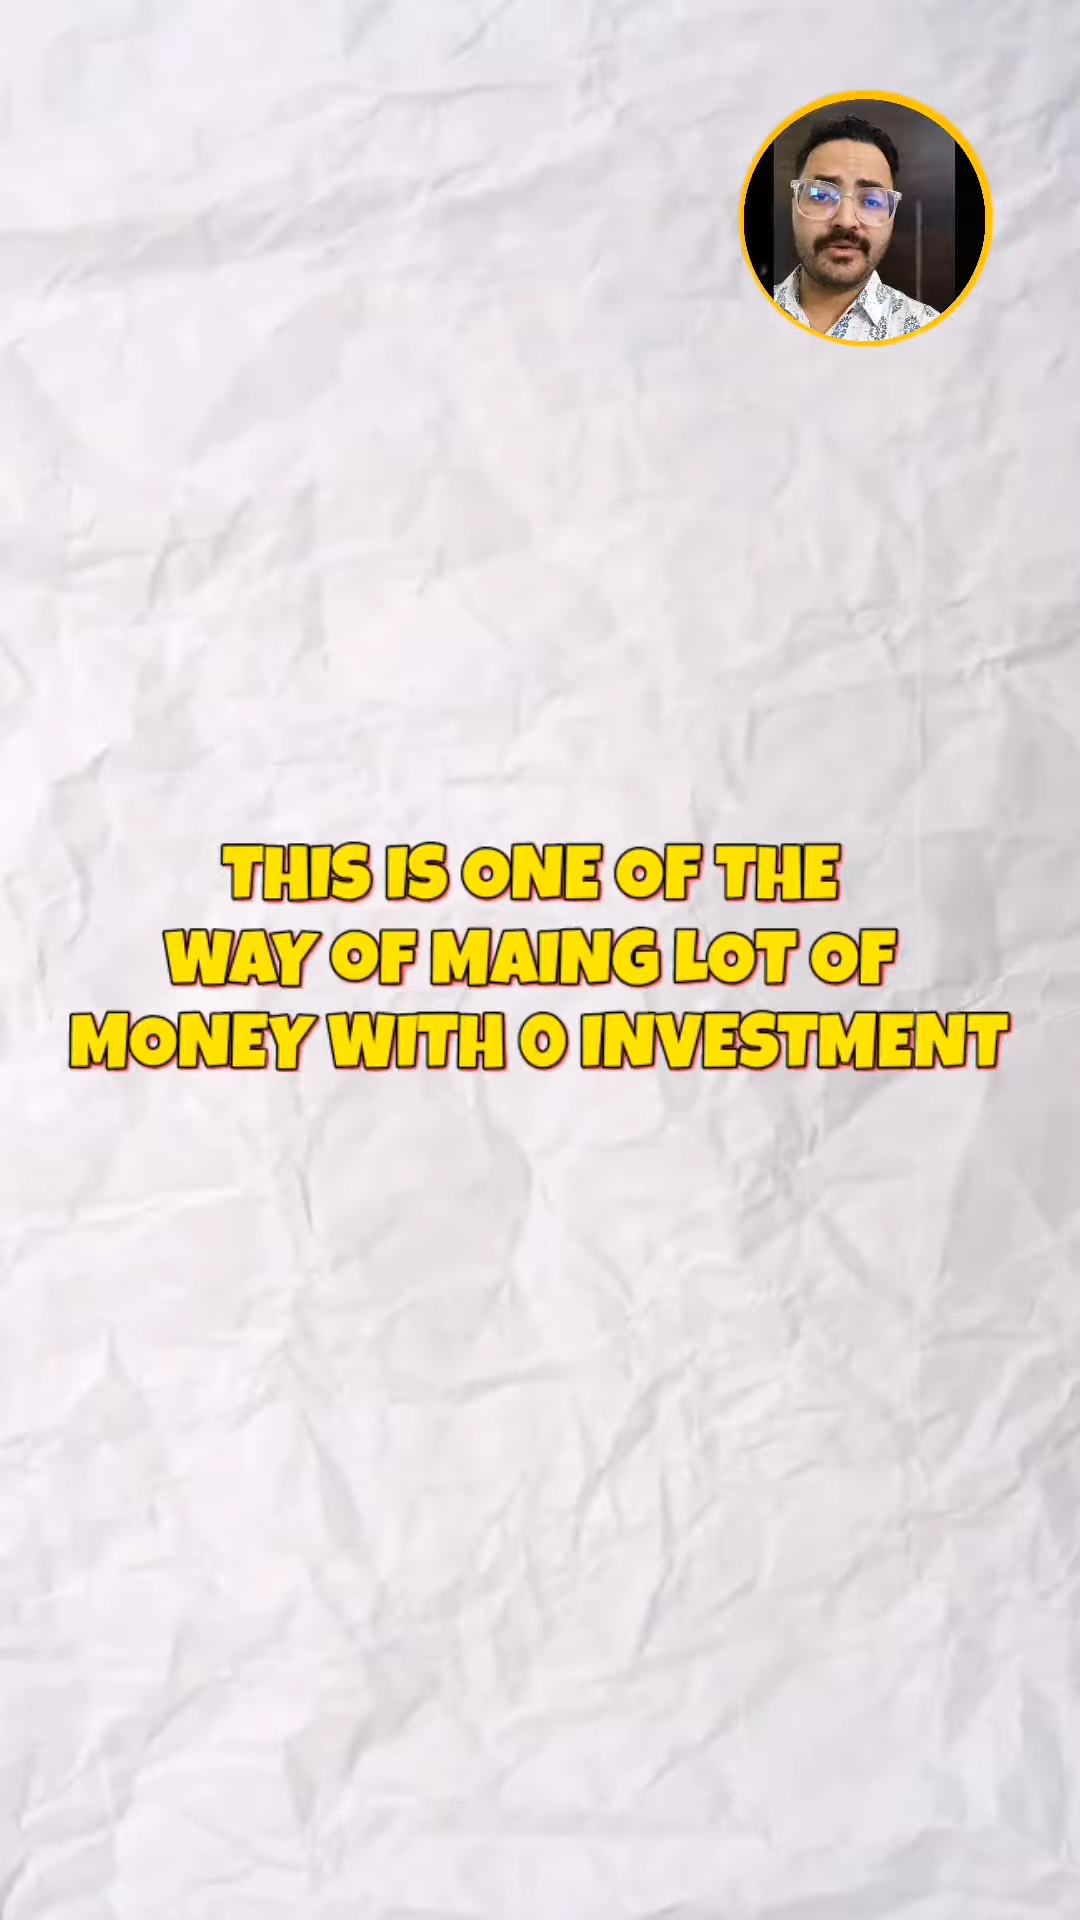 THIS IS ONE OF THE
WAY OF MAING LOT OF
MONEY WITH 0 INVESTMENT